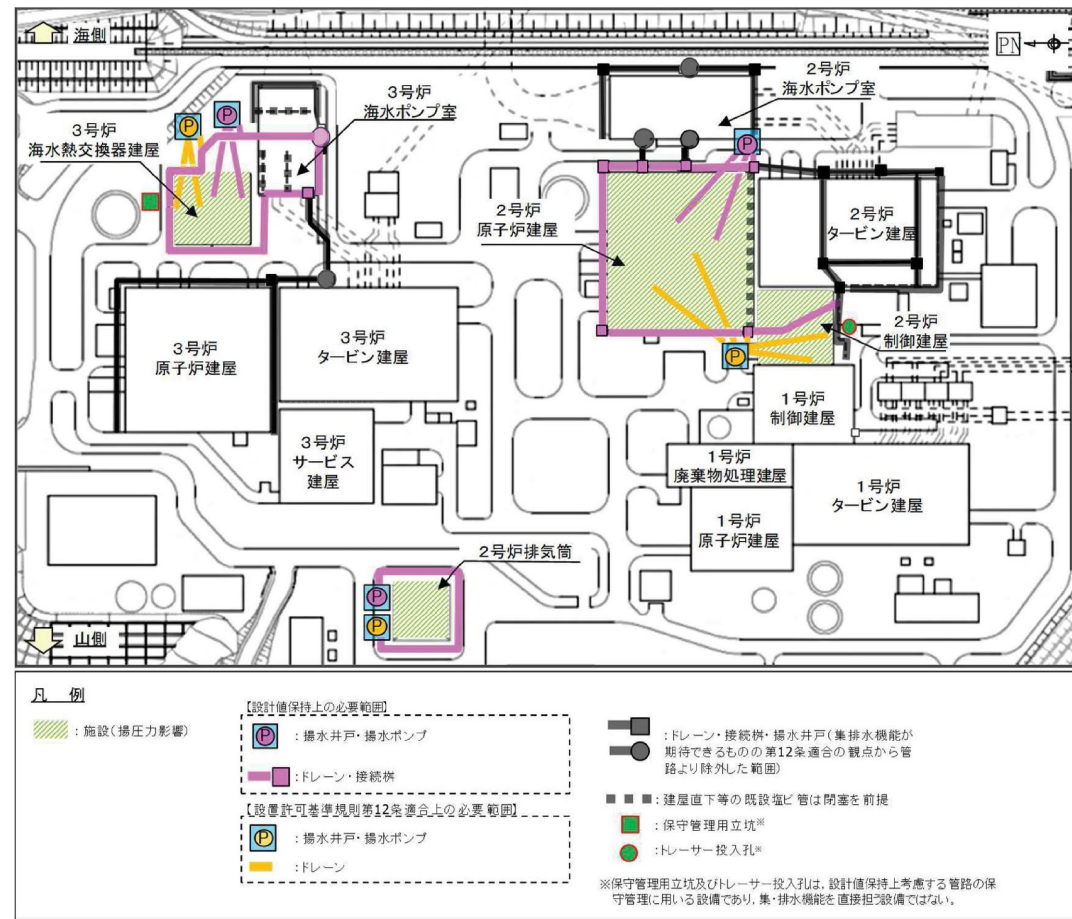 海側
PN
3号炉
海水熱交換器建屋
3号炉
海水ポンプ室
2号炉
海水ポンプ室
P
P
P
2号炉
原子炉建屋
2号炉
タービン建屋
2号炉
制御建屋
P
3号炉
原子炉建屋
3号炉
タービン建屋
3号炉
サービス
建屋
1号炉
制御建屋
1号炉
廃棄物処理建屋
1号炉
原子炉建屋
1号炉
タービン建屋
2号炉排気筒
P
P
山側
凡 例
:施設(揚圧力影響)
【設計値保持上の必要範囲】
P
:揚水井戸・揚水ポンプ
:ドレーン・接続桝
【設置許可基準規則第12条適合上の必要範囲】
P
:揚水井戸・揚水ポンプ
:ドレーン
:ドレーン・接続桝・揚水井戸(集排水機能が
期待できるものの第12条適合の観点から管
路より除外した範囲)
:建屋直下等の既設塩ビ管は閉塞を前提
:保守管理用立坑※
:トレーサー投入孔※
※保守管理用立坑及びトレーサー投入孔は、設計値保持上考慮する管路の保
守管理に用いる設備であり、集・排水機能を直接担う設備ではない。